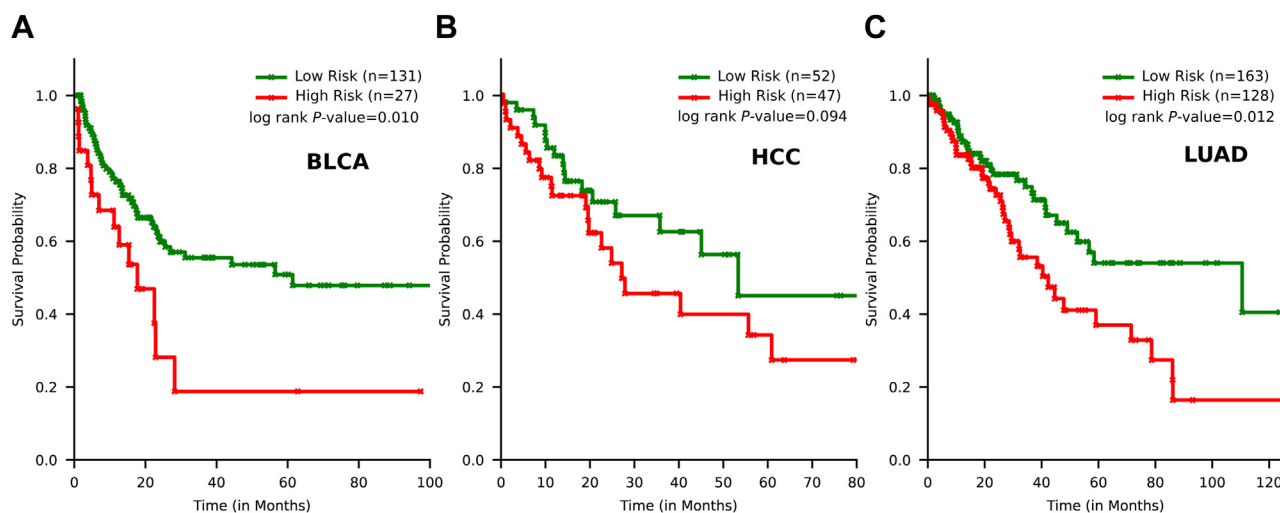 A
Low Risk (n=131)
High Risk (n=27)
log rank P-value=0.010
BLCA
1.0
0.8
0.6
0.4
0.2
0.0
Survival Probability
0 20 40 60 80 100
Time (in Months)
B
Low Risk (n=52)
High Risk (n=47)
log rank P-value=0.094
HCC
1.0
0.8
0.6
0.4
0.2
0.0
Survival Probability
0 10 20 30 40 50 60 70 80
Time (in Months)
C
Low Risk (n=163)
High Risk (n=128)
log rank P-value=0.012
LUAD
1.0
0.8
0.6
0.4
0.2
0.0
Survival Probability
0 20 40 60 80 100 120
Time (in Months)